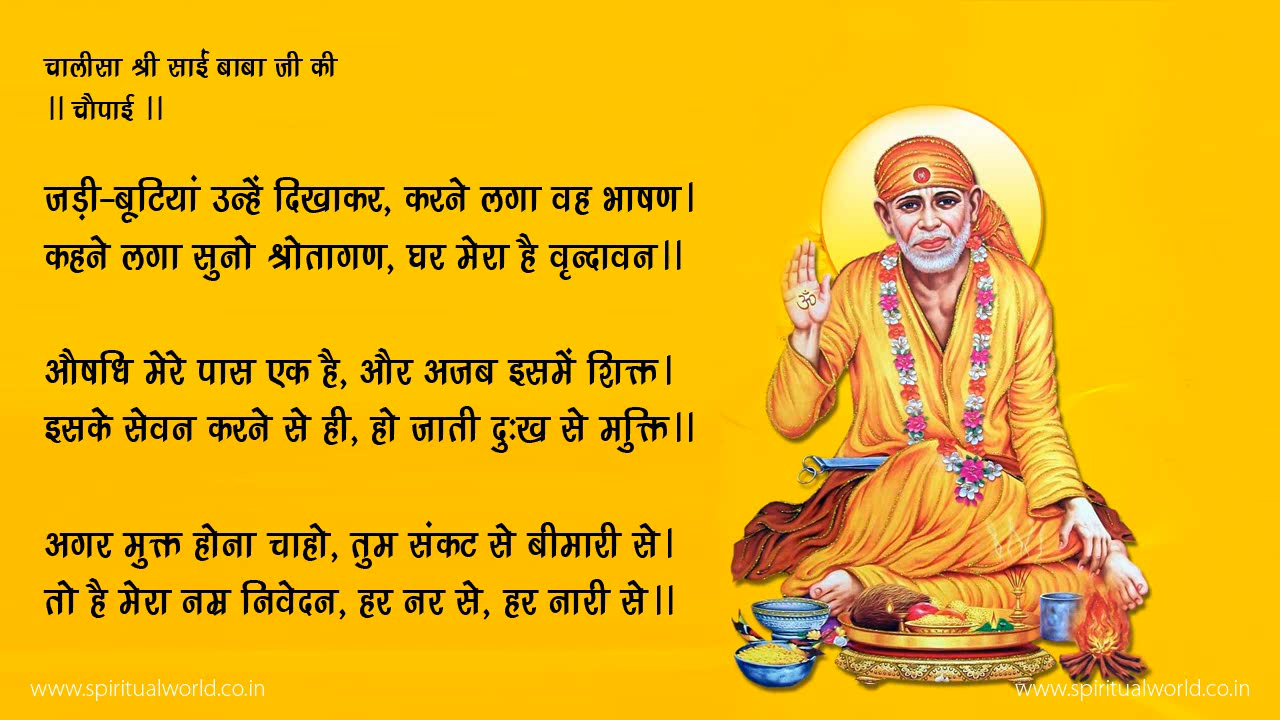 चालीसा श्री साईं बाबा जी की
|| चौपाई ||
जड़ी-बूटियां उन्हें दिखाकर, करने लगा वह भाषण।
कहने लगा सुनो श्रोतागण, घर मेरा है वृन्दावन।।
औषधि मेरे पास एक है, और अजब इसमें शिक्त।
इसके सेवन करने से ही, हो जाती दुःख से मुक्ति।।
अगर मुक्त होना चाहो, तुम संकट से बीमारी से।
तो है मेरा नम्र निवेदन, हर नर से, हर नारी से।।
ॐ
www.spiritualworld.co.in
www.spiritualworld.co.in